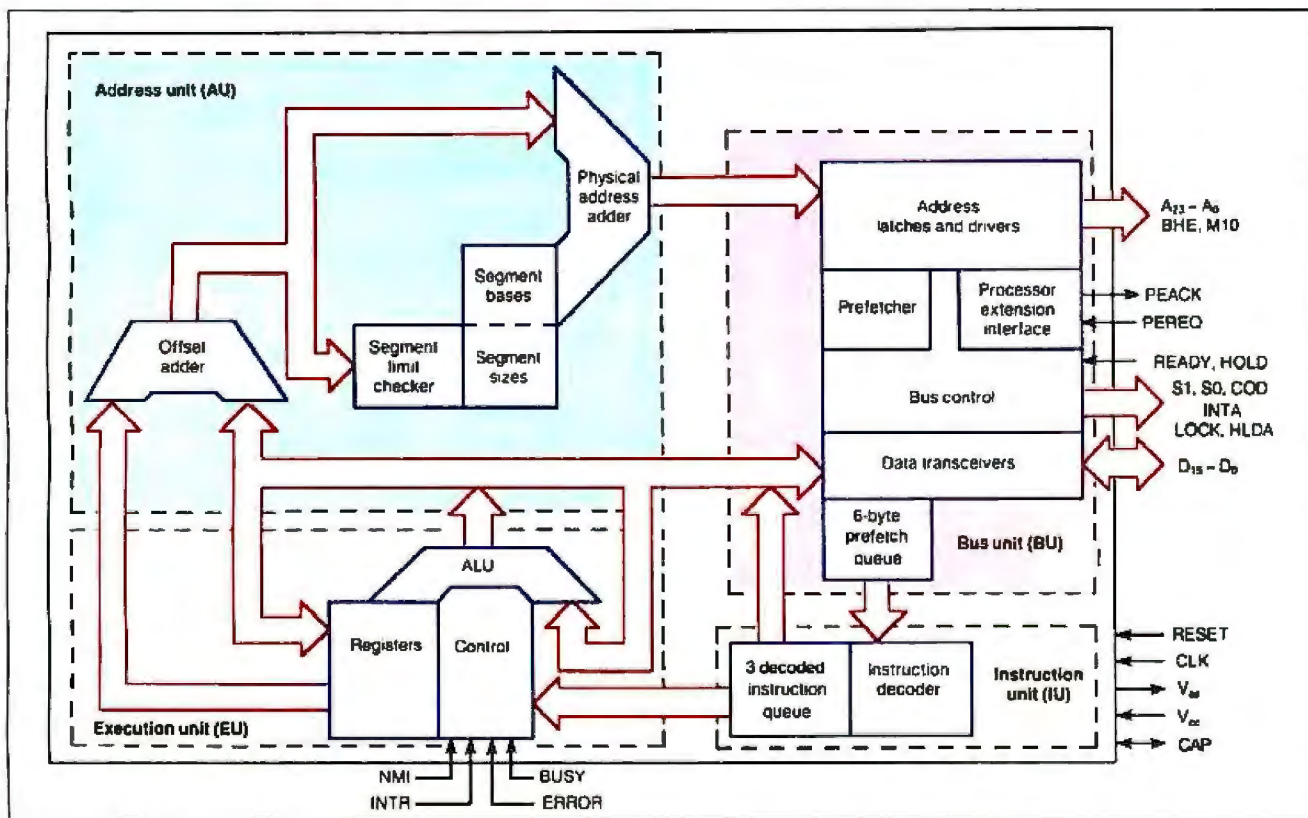 Address unit (AU)
Physical
address
adder
Segment
bases
Segment
sizes
Segment
limit
checker
Offset
adder
Address
latches and drivers
Prefetcher
Processor
extension
interface
Bus control
Data transceivers
6-byte
prefetch
queue
Bus unit (BU)
A₂₃ – A₀
BHE, M10
PEACK
PEREQ
READY, HOLD
S1, S0, COD
INTA
LOCK, HLDA
D₁₅ – D₀
ALU
Registers
Control
Execution unit (EU)
3 decoded
instruction
queue
Instruction
decoder
Instruction
unit (IU)
RESET
CLK
V
V
CAP
NMI
BUSY
INTR
ERROR